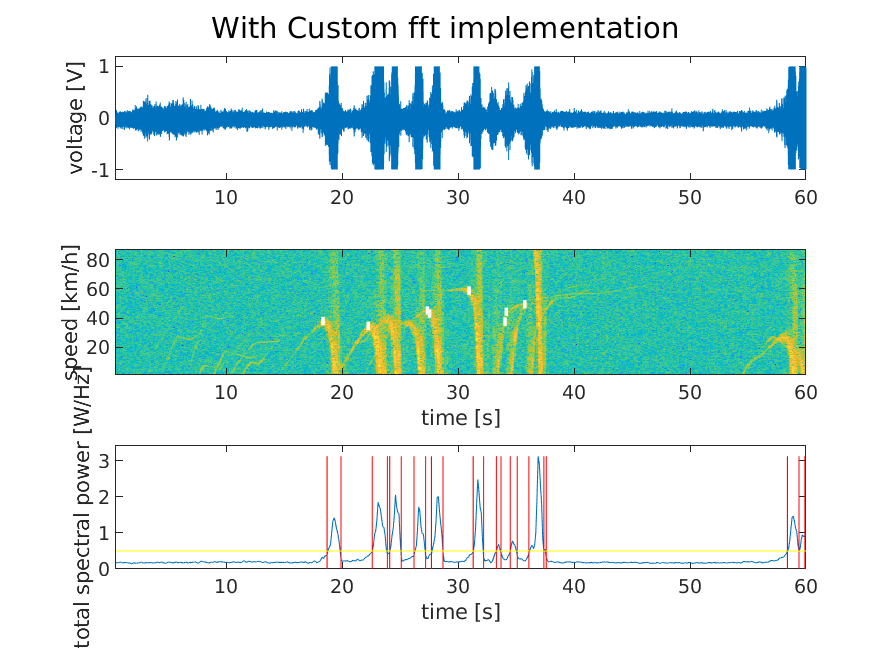 With Custom fft implementation
voltage [V]
1
0
-1
10 20 30 40 50 60
speed [km/h]
80
60
40
20
10 20 30 40 50 60
time [s]
total spectral power [W/Hz]
3
2
1
0
10 20 30 40 50 60
time [s]